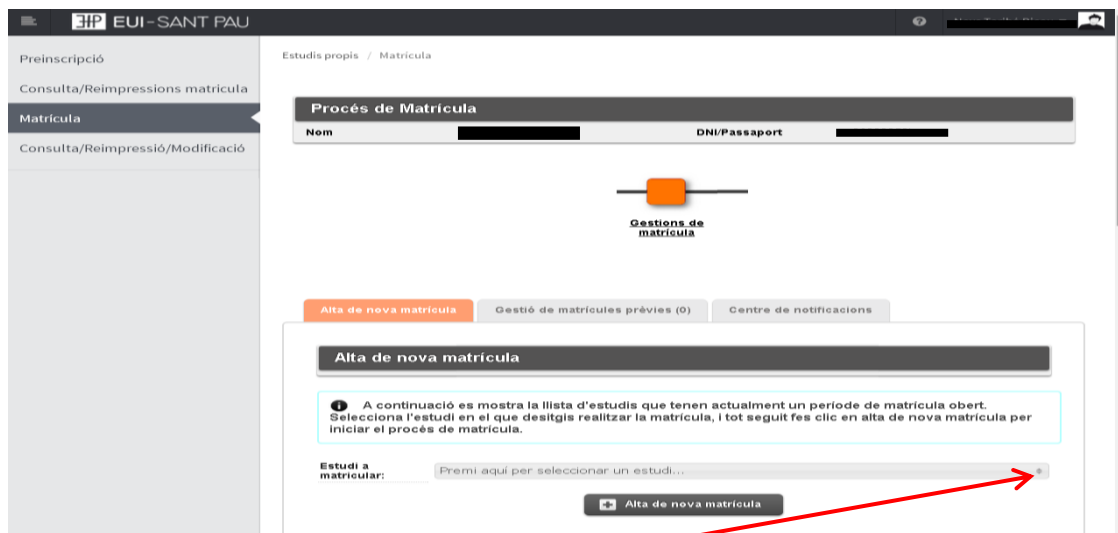 EUI-SANT PAU
Preinscripció
Consulta/Reimpressions matricula
Matrícula
Consulta/Reimpressió/Modificació
Estudis propis / Matrícula
Procés de Matrícula
Nom DNI/Passaport
Gestions de
matrícula
Alta de nova matrícula Gestió de matrícules prèvies (0) Centre de notificacions
Alta de nova matrícula
A continuació es mostra la llista d'estudis que tenen actualment un període de matrícula obert.
Selecciona l'estudi en el que desitgis realitzar la matrícula, i tot seguit fes clic en alta de nova matrícula per
iniciar el procés de matrícula.
Estudi a
matricular:
Premi aquí per seleccionar un estudi...
Alta de nova matrícula